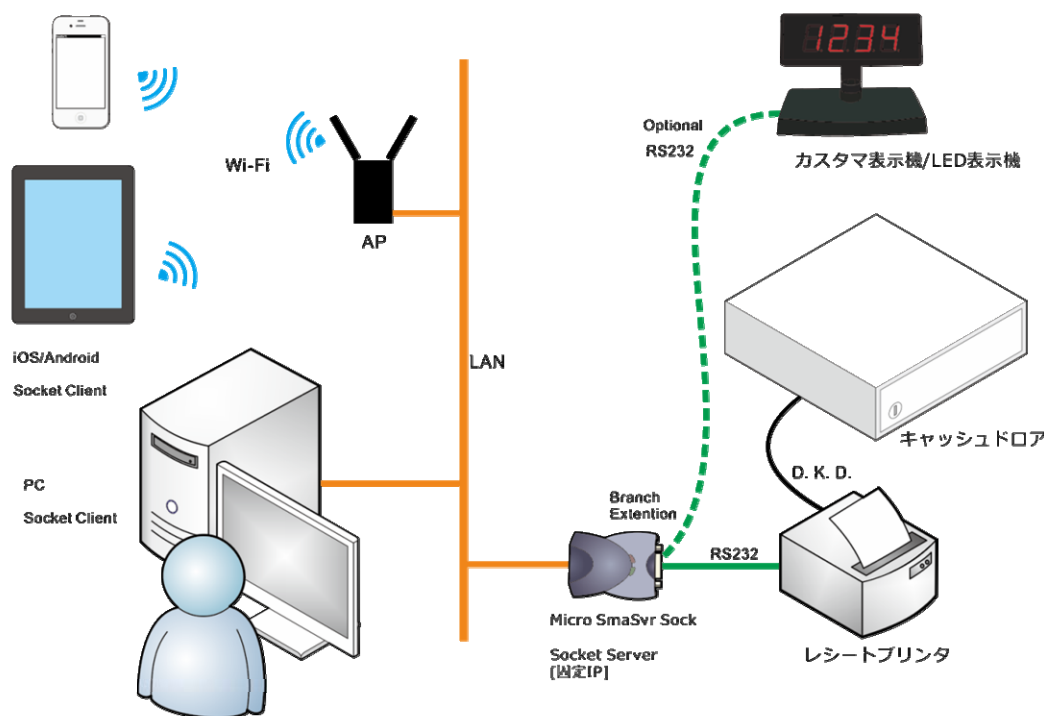 1234
Optional
RS232
カスタマ表示機/LED表示機
Wi-Fi
AP
iOS/Android
Socket Client
LAN
キャッシュドロア
D. K. D.
PC
Socket Client
Branch
Extention
RS232
Micro SmaSvr Sock
Socket Server
[固定IP]
レシートプリンタ